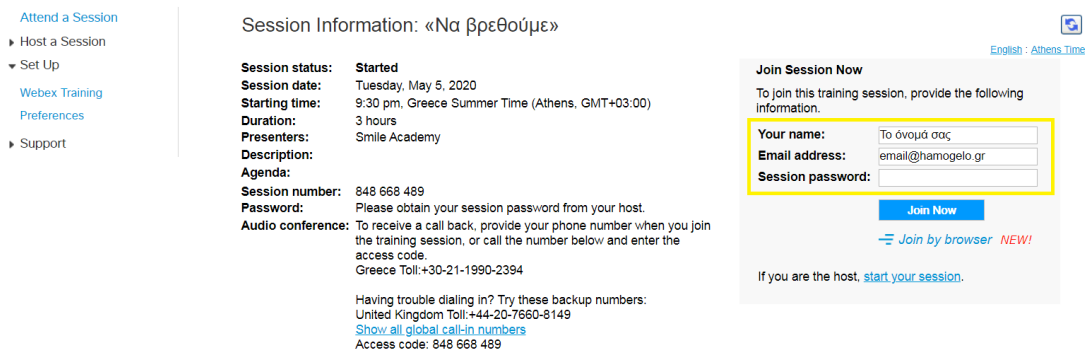 Attend a Session
Host a Session
Set Up
Webex Training
Preferences
Support
Session Information: «Να βρεθούμε»
English : Athens Time
Session status: Started
Session date: Tuesday, May 5, 2020
Starting time: 9:30 pm, Greece Summer Time (Athens, GMT+03:00)
Duration: 3 hours
Presenters: Smile Academy
Description:
Agenda:
Session number: 848 668 489
Password: Please obtain your session password from your host.
Audio conference: To receive a call back, provide your phone number when you join
the training session, or call the number below and enter the
access code.
Greece Toll:+30-21-1990-2394
Having trouble dialing in? Try these backup numbers:
United Kingdom Toll:+44-20-7660-8149
Show all global call-in numbers
Access code: 848 668 489
Join Session Now
To join this training session, provide the following
information.
Your name: Το όνομά σας
Email address: email@hamogelo.gr
Session password:
Join Now
Join by browser NEW!
If you are the host, start your session.